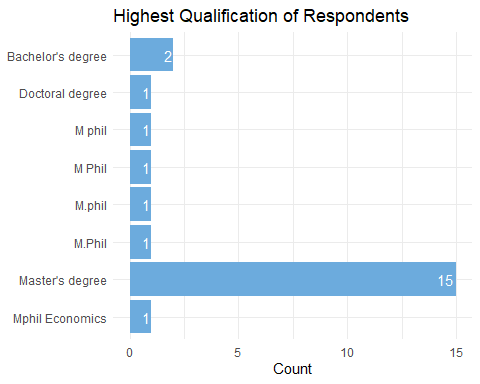 Highest Qualification of Respondents
Bachelor's degree 2
Doctoral degree 1
M phil 1
M Phil 1
M.phil 1
M.Phil 1
Master's degree 15
Mphil Economics 1
0 5 10 15
Count